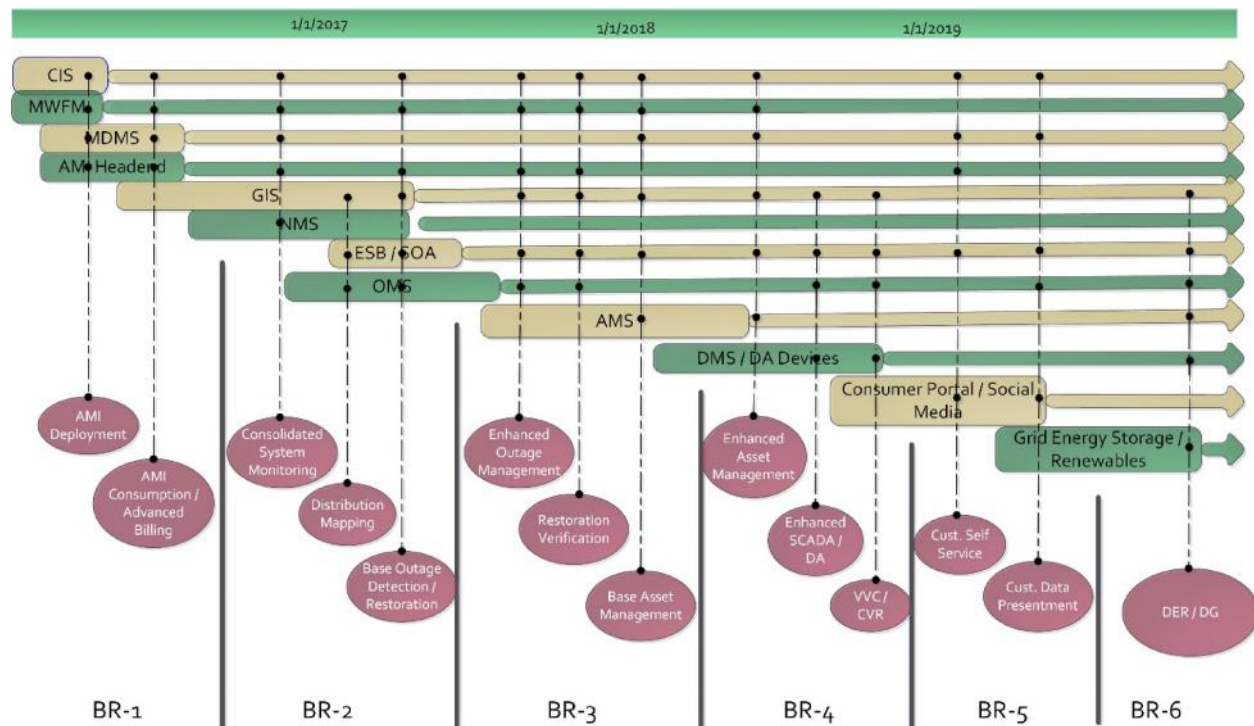 1/1/2017
1/1/2018
1/1/2019
CIS
MWFM
MDMS
AMI Headend
GIS
NMS
ESB / SOA
OMS
AMS
DMS / DA Devices
Consumer Portal / Social
Media
Grid Energy Storage /
Renewables
AMI
Deployment
AMI
Consumption /
Advanced
Billing
Consolidated
System
Monitoring
Distribution
Mapping
Base Outage
Detection /
Restoration
Enhanced
Outage
Management
Restoration
Verification
Base Asset
Management
Enhanced
Asset
Management
Enhanced
SCADA /
DA
VVC /
CVR
Cust. Self
Service
Cust. Data
Presentment
DER / DG
BR-1
BR-2
BR-3
BR-4
BR-5
BR-6